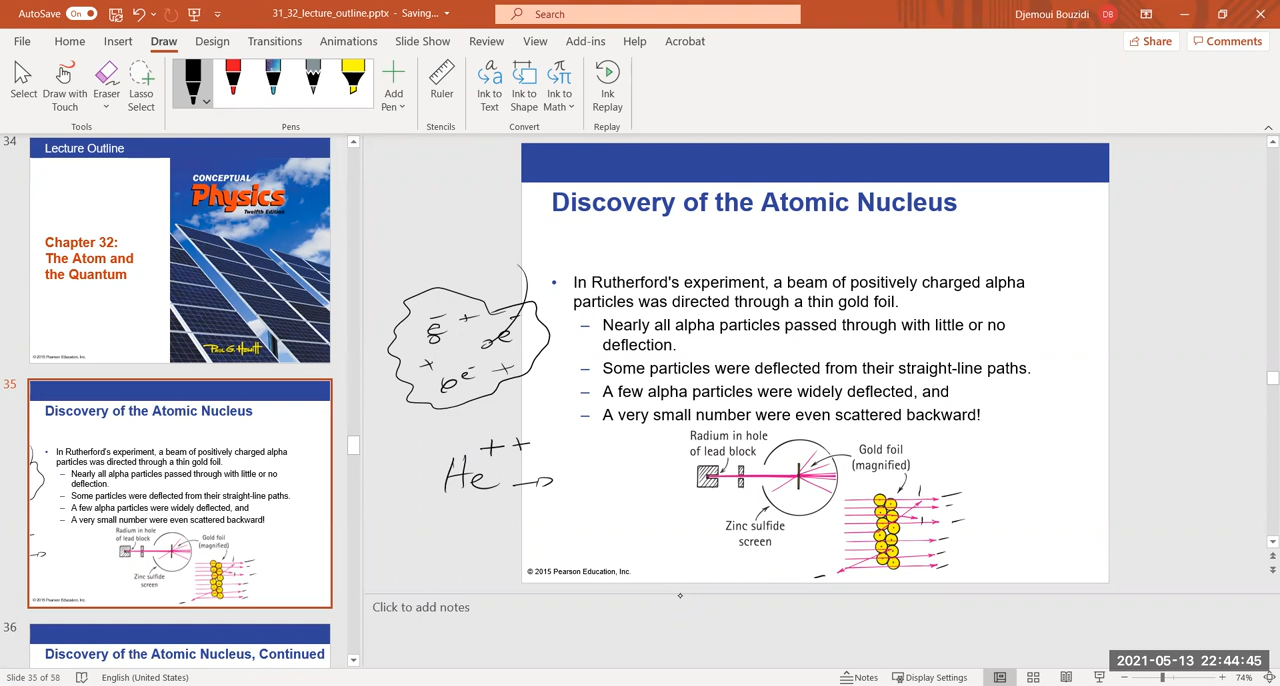 AutoSave On 31_32_lecture_outline.pptx - Saving... Search Djemoui Bouzidi DB
File Home Insert Draw Design Transitions Animations Slide Show Review View Add-ins Help Acrobat Share Comments
Select Draw with Touch Eraser Lasso Select Add Pen Ruler Ink to Text Ink to Shape Ink to Math Ink Replay
Tools Pens Stencils Convert Replay
34
Lecture Outline
CONCEPTUAL
Physics
Twelfth Edition
Chapter 32:
The Atom and
the Quantum
PAUL G. HEWITT
© 2015 Pearson Education, Inc.
35
Discovery of the Atomic Nucleus
• In Rutherford's experiment, a beam of positively charged alpha
particles was directed through a thin gold foil.
– Nearly all alpha particles passed through with little or no
deflection.
– Some particles were deflected from their straight-line paths.
– A few alpha particles were widely deflected, and
– A very small number were even scattered backward!
Radium in hole
of lead block
Gold foil
(magnified)
Zinc sulfide
screen
© 2015 Pearson Education, Inc.
36
Discovery of the Atomic Nucleus, Continued
Discovery of the Atomic Nucleus
• In Rutherford's experiment, a beam of positively charged alpha
particles was directed through a thin gold foil.
– Nearly all alpha particles passed through with little or no
deflection.
– Some particles were deflected from their straight-line paths.
– A few alpha particles were widely deflected, and
– A very small number were even scattered backward!
Radium in hole
of lead block
Gold foil
(magnified)
Zinc sulfide
screen
© 2015 Pearson Education, Inc.
He++ →
Click to add notes
2021-05-13 22:44:45
Slide 35 of 58 English (United States) Notes Display Settings 74%